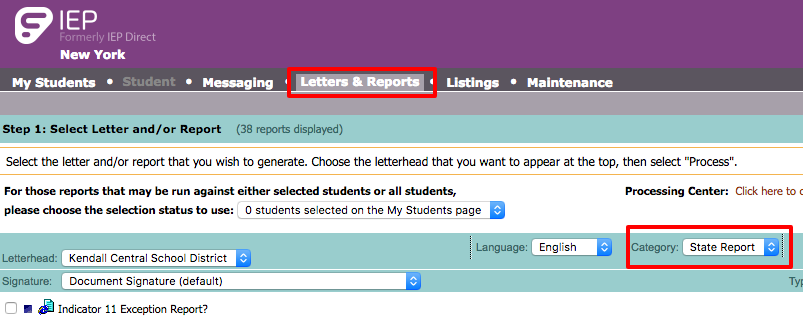 IEP
Formerly IEP Direct
New York
My Students • Student • Messaging • Letters & Reports • Listings • Maintenance
Step 1: Select Letter and/or Report (38 reports displayed)
Select the letter and/or report that you wish to generate. Choose the letterhead that you want to appear at the top, then select "Process".
For those reports that may be run against either selected students or all students, Processing Center: Click here to
please choose the selection status to use: 0 students selected on the My Students page
Language: English Category: State Report
Letterhead: Kendall Central School District
Signature: Document Signature (default) Typ
Indicator 11 Exception Report?